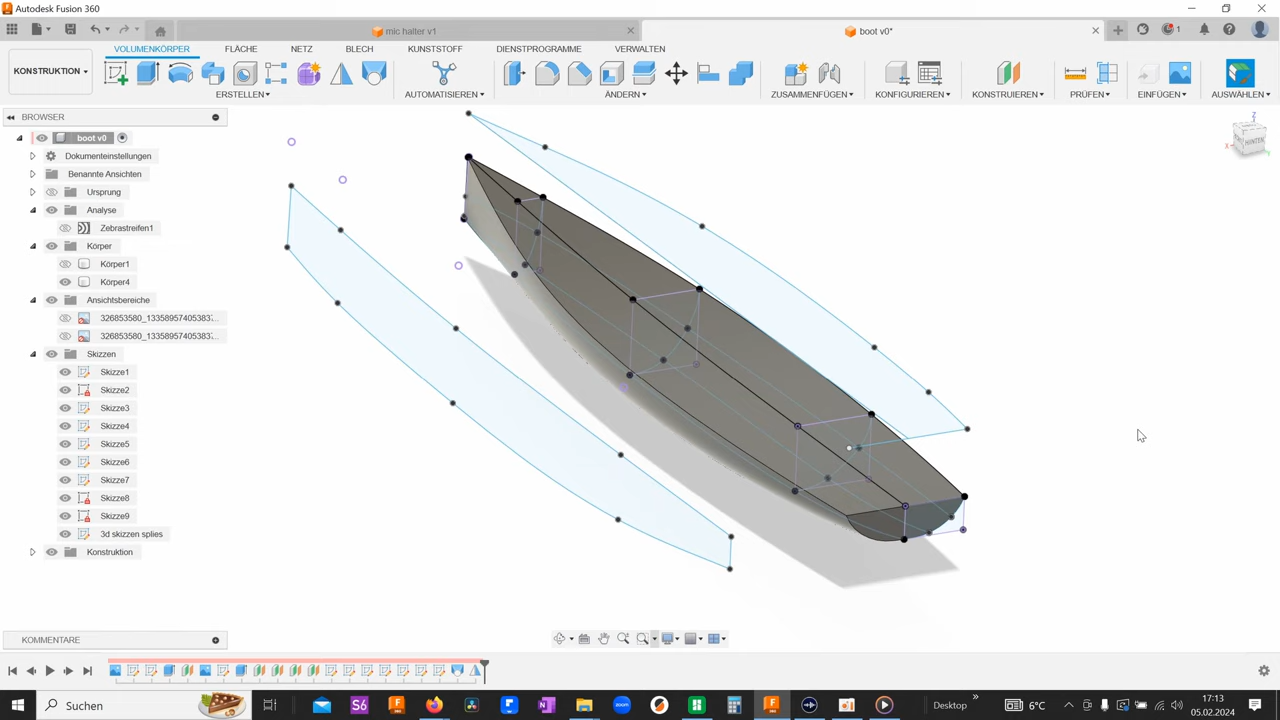 Autodesk Fusion 360
mic halter v1
boot v0*
1
VOLUMENKÖRPER
FLÄCHE
NETZ
BLECH
KUNSTSTOFF
DIENSTPROGRAMME
VERWALTEN
KONSTRUKTION
ERSTELLEN
AUTOMATISIEREN
ÄNDERN
ZUSAMMENFÜGEN
KONFIGURIEREN
KONSTRUIEREN
PRÜFEN
EINFÜGEN
AUSWÄHLEN
BROWSER
boot v0
Dokumenteinstellungen
Benannte Ansichten
Ursprung
Analyse
Zebrastreifen1
Körper
Körper1
Körper4
Ansichtsbereiche
Skizzen
Skizze1
Skizze2
Skizze3
Skizze4
Skizze5
Skizze6
Skizze7
Skizze8
Skizze9
3d skizzen splies
Konstruktion
Z
HINTEN
X
KOMMENTARE
Suchen
Desktop
6°C
17:13
05.02.2024